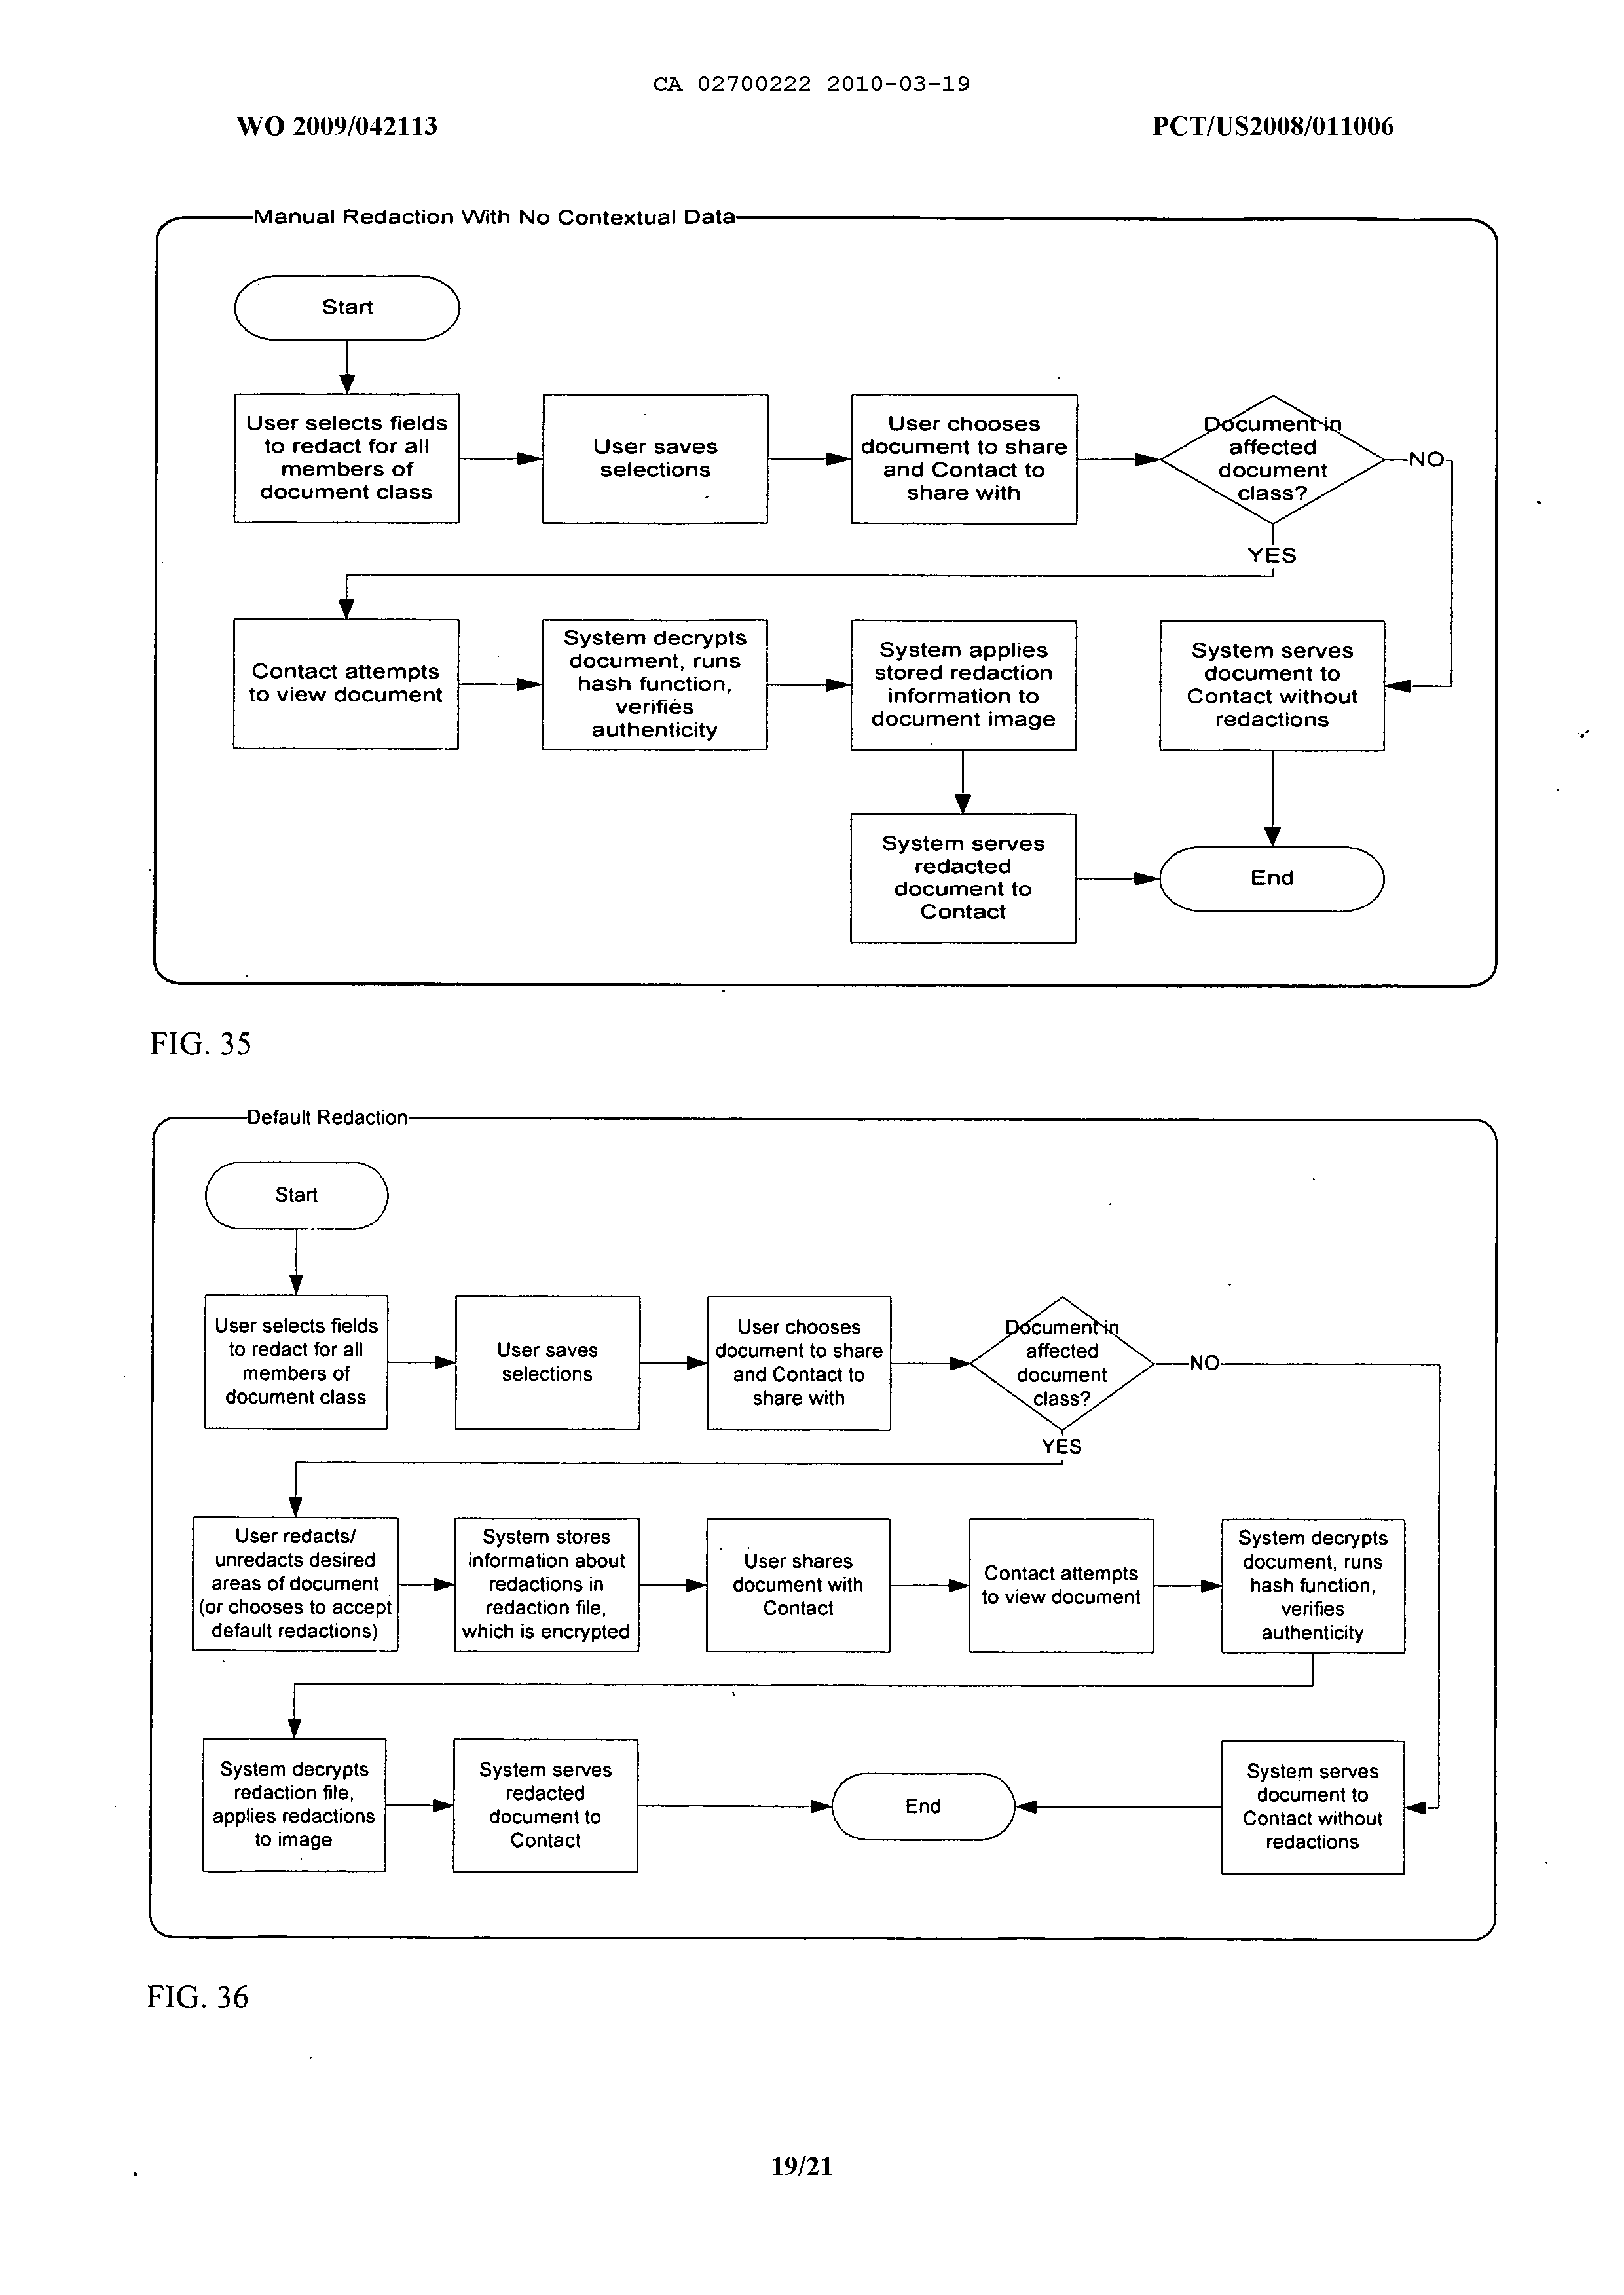 CA 02700222 2010-03-19
WO 2009/042113
PCT/US2008/011006
Manual Redaction With No Contextual Data
Start
User selects fields
to redact for all
members of
document class
User saves
selections
User chooses
document to share
and Contact to
share with
Document in
affected
document
class?
NO
YES
Contact attempts
to view document
System decrypts
document, runs
hash function,
verifies
authenticity
System applies
stored redaction
information to
document image
System serves
document to
Contact without
redactions
System serves
redacted
document to
Contact
End
FIG. 35
Default Redaction
Start
User selects fields
to redact for all
members of
document class
User saves
selections
User chooses
document to share
and Contact to
share with
Document in
affected
document
class?
NO
YES
User redacts/
unredacts desired
areas of document
(or chooses to accept
default redactions)
System stores
information about
redactions in
redaction file,
which is encrypted
User shares
document with
Contact
Contact attempts
to view document
System decrypts
document, runs
hash function,
verifies
authenticity
System decrypts
redaction file,
applies redactions
to image
System serves
redacted
document to
Contact
End
System serves
document to
Contact without
redactions
FIG. 36
19/21